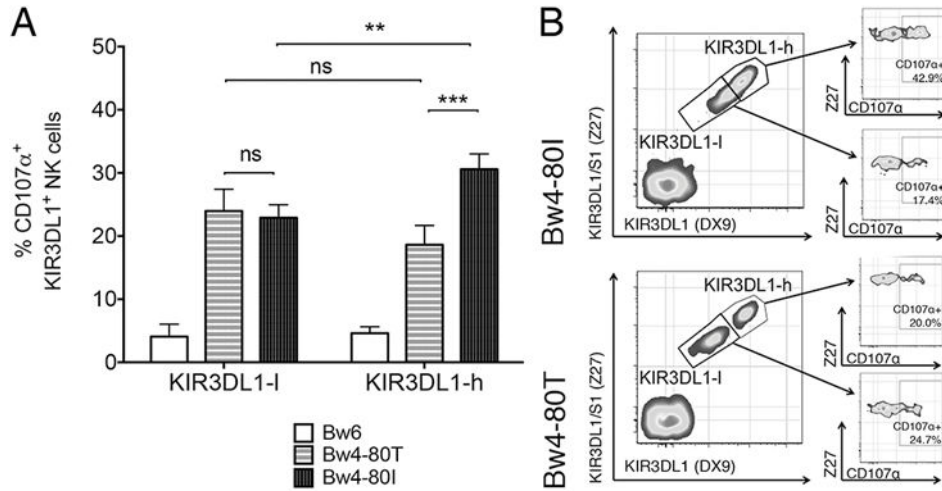 A
% CD107α+
KIR3DL1+ NK cells
50
40
30
20
10
0
**
ns
***
ns
KIR3DL1-l
KIR3DL1-h
Bw6
Bw4-80T
Bw4-80I
B
Bw4-80I
KIR3DL1/S1 (Z27)
KIR3DL1-h
KIR3DL1-l
KIR3DL1 (DX9)
Z27
CD107α+
42.9%
CD107α
Z27
CD107α+
17.4%
CD107α
Bw4-80T
KIR3DL1/S1 (Z27)
KIR3DL1-h
KIR3DL1-l
KIR3DL1 (DX9)
Z27
CD107α+
20.0%
CD107α
Z27
CD107α+
24.7%
CD107α